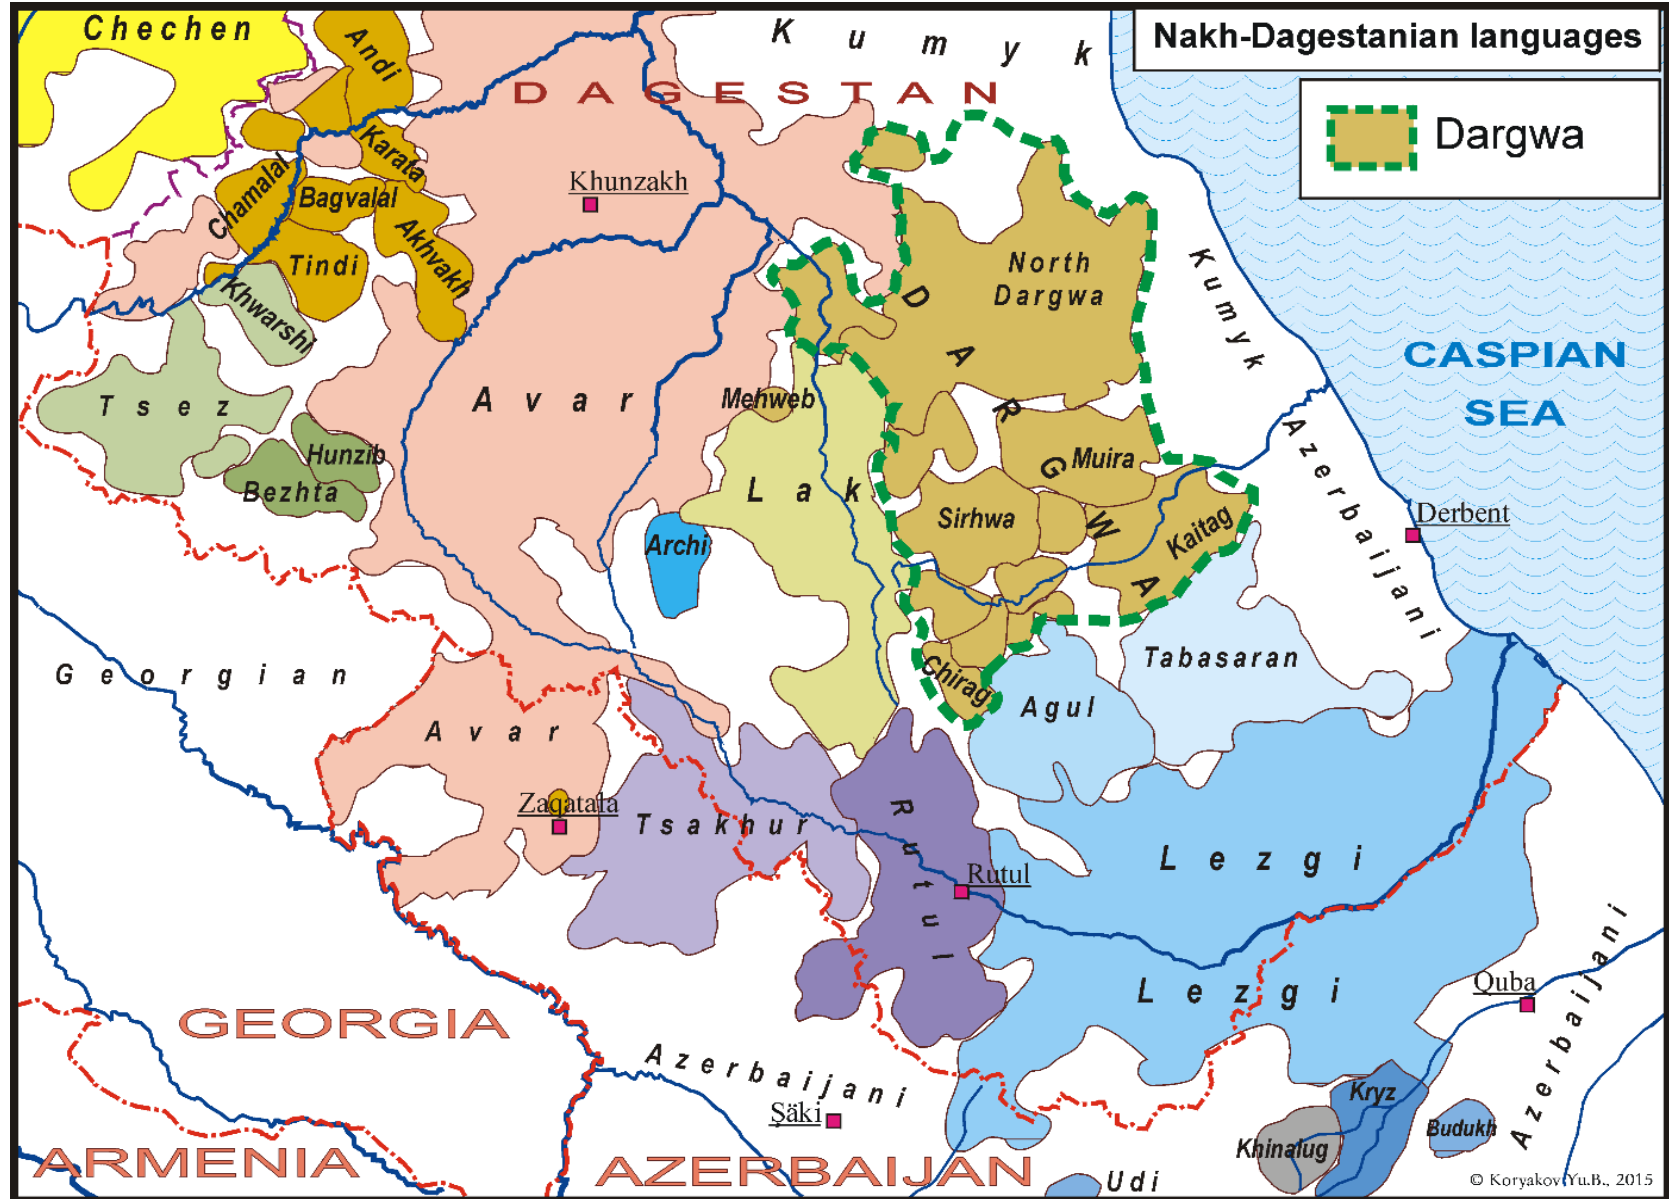 Nakh-Dagestanian languages
Dargwa
Chechen
Andi
Kumyk
DAGESTAN
Karata
Khunzakh
Chamalal
Bagvalal
Akhvakh
Tindi
Khwarshi
North
Dargwa
DARGWA
Kumyk
CASPIAN
SEA
Tsez
Avar
Mehweb
Hunzib
Bezhta
Lak
Muira
Sirhwa
Kaitag
Azerbaijani
Derbent
Archi
Georgian
Tabasaran
Chirag
Agul
Avar
Zaqatala
Tsakhur
Rutul
Rutul
Lezgi
Lezgi
Quba
Azerbaijani
GEORGIA
Azerbaijani
Şäki
Kryz
Khinalug
Budukh
ARMENIA
AZERBAIJAN
Udi
© Koryakov Yu.B., 2015